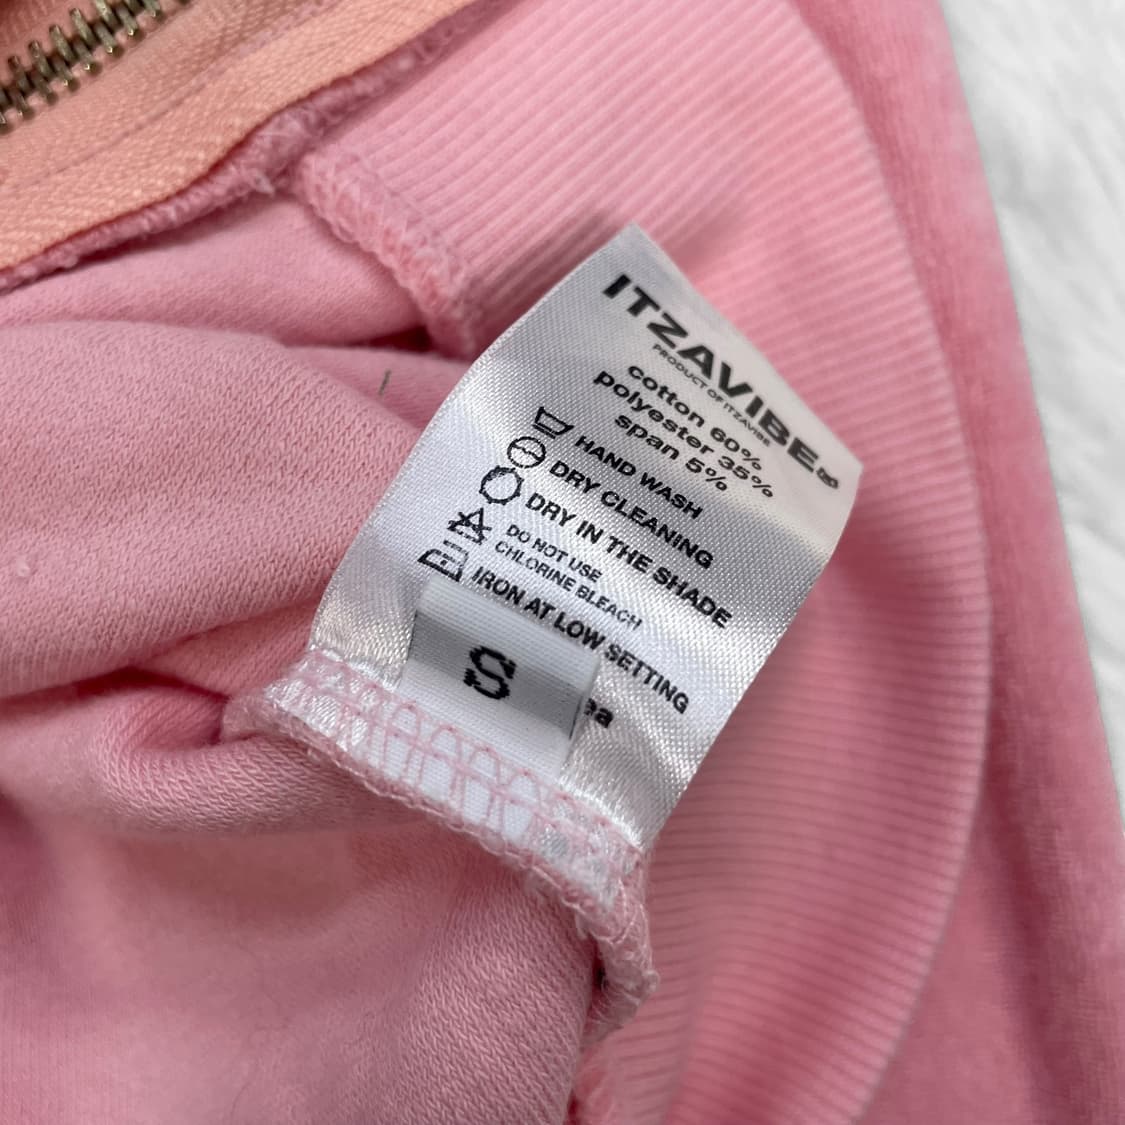 ITZAVIBE®
PRODUCT OF ITZAVIBE
cotton 60%
polyester 35%
span 5%
HAND WASH
DRY CLEANING
DRY IN THE SHADE
DO NOT USE
CHLORINE BLEACH
IRON AT LOW SETTING
S
ea